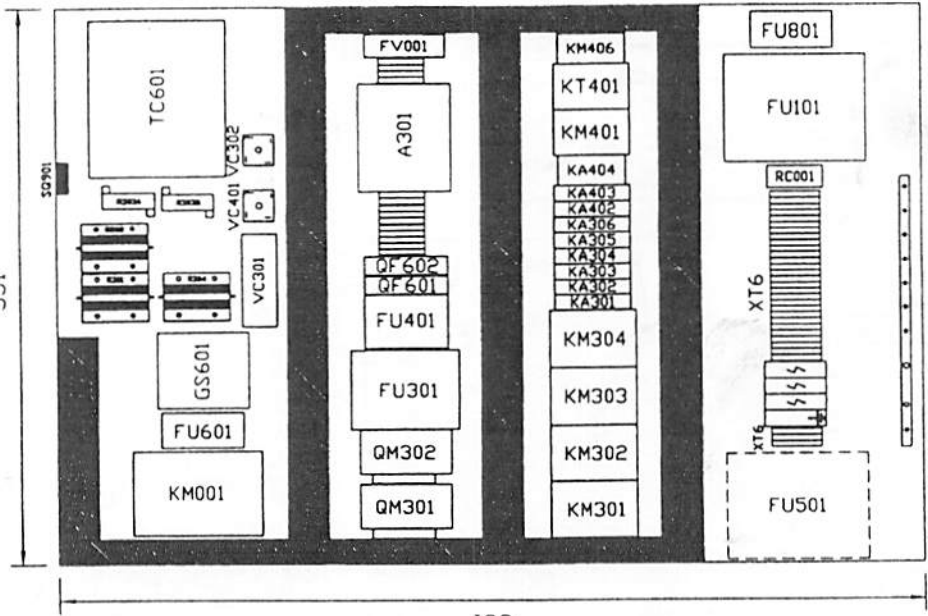 TC601
VC302
VC401
SQ901
VC301
GS601
FU601
KM001
FV001
A301
QF602
QF601
FU401
FU301
QM302
QM301
KM406
KT401
KM401
KA404
KA403
KA402
KA306
KA305
KA304
KA303
KA302
KA301
KM304
KM303
KM302
KM301
FU801
FU101
RC001
XT6
XT6
FU501